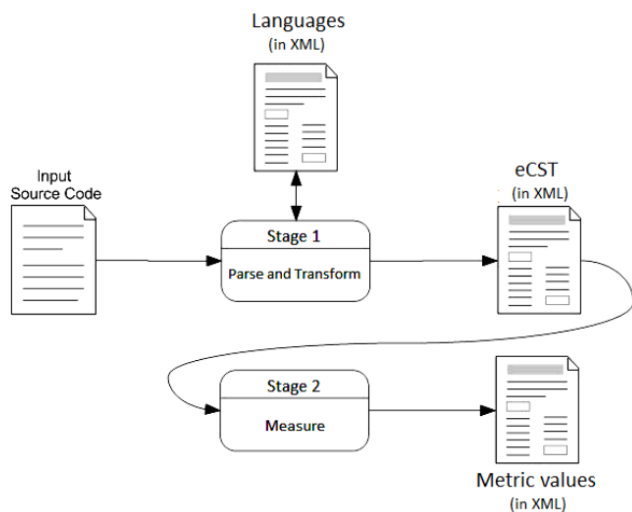 Languages
(in XML)
Input
Source Code
eCST
(in XML)
Stage 1
Parse and Transform
Stage 2
Measure
Metric values
(in XML)